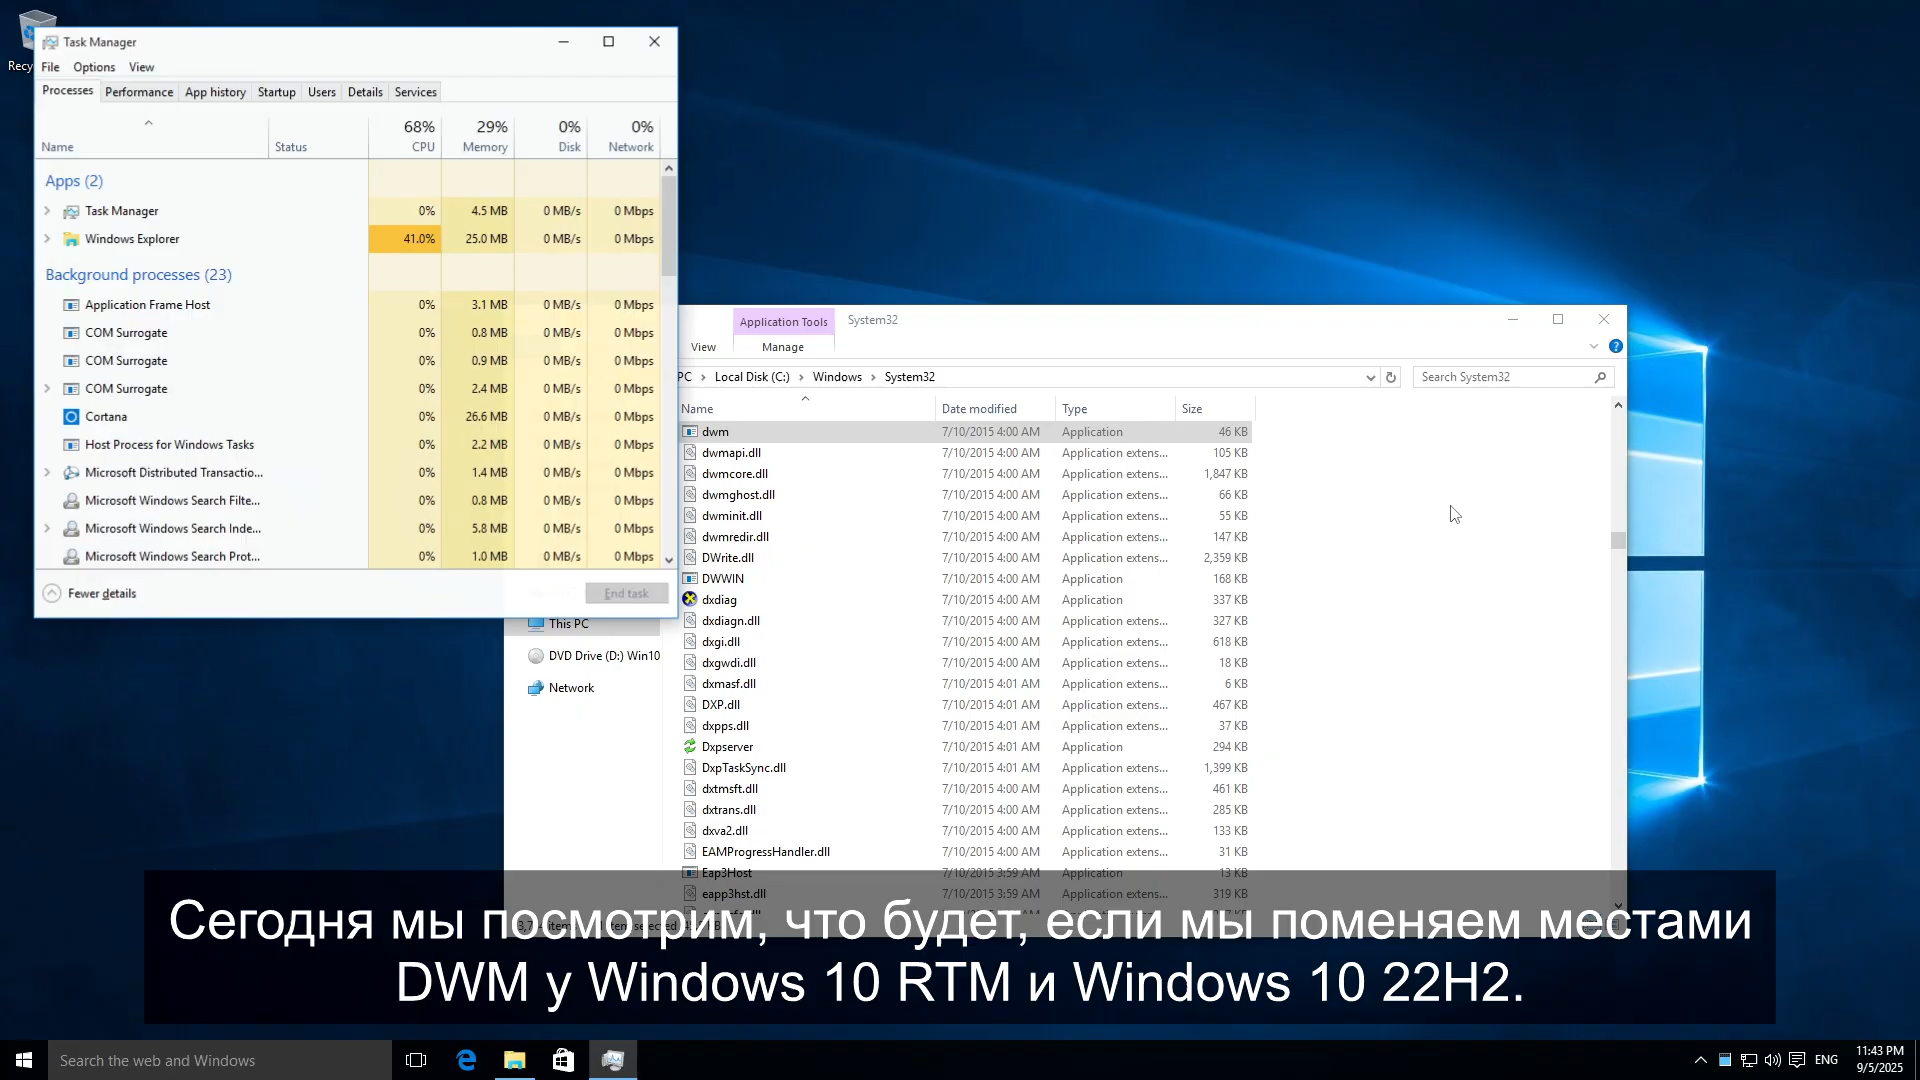 Recy
Task Manager
File Options View
Processes Performance App history Startup Users Details Services
68% 29% 0% 0%
Name Status CPU Memory Disk Network
Apps (2)
Task Manager 0% 4.5 MB 0 MB/s 0 Mbps
Windows Explorer 41.0% 25.0 MB 0 MB/s 0 Mbps
Background processes (23)
Application Frame Host 0% 3.1 MB 0 MB/s 0 Mbps
COM Surrogate 0% 0.8 MB 0 MB/s 0 Mbps
COM Surrogate 0% 0.9 MB 0 MB/s 0 Mbps
COM Surrogate 0% 2.4 MB 0 MB/s 0 Mbps
Cortana 0% 26.6 MB 0 MB/s 0 Mbps
Host Process for Windows Tasks 0% 2.2 MB 0 MB/s 0 Mbps
Microsoft Distributed Transactio... 0% 1.4 MB 0 MB/s 0 Mbps
Microsoft Windows Search Filte... 0% 0.8 MB 0 MB/s 0 Mbps
Microsoft Windows Search Inde... 0% 5.8 MB 0 MB/s 0 Mbps
Microsoft Windows Search Prot... 0% 1.0 MB 0 MB/s 0 Mbps
Fewer details End task
Application Tools System32
View Manage
PC › Local Disk (C:) › Windows › System32 Search System32
Name Date modified Type Size
dwm 7/10/2015 4:00 AM Application 46 KB
dwmapi.dll 7/10/2015 4:00 AM Application extens... 105 KB
dwmcore.dll 7/10/2015 4:00 AM Application extens... 1,847 KB
dwmghost.dll 7/10/2015 4:00 AM Application extens... 66 KB
dwminit.dll 7/10/2015 4:00 AM Application extens... 55 KB
dwmredir.dll 7/10/2015 4:00 AM Application extens... 147 KB
DWrite.dll 7/10/2015 4:00 AM Application extens... 2,359 KB
DWWIN 7/10/2015 4:00 AM Application 168 KB
dxdiag 7/10/2015 4:00 AM Application 337 KB
dxdiagn.dll 7/10/2015 4:00 AM Application extens... 327 KB
dxgi.dll 7/10/2015 4:00 AM Application extens... 618 KB
dxgwdi.dll 7/10/2015 4:00 AM Application extens... 18 KB
dxmasf.dll 7/10/2015 4:01 AM Application extens... 6 KB
DXP.dll 7/10/2015 4:01 AM Application extens... 467 KB
dxpps.dll 7/10/2015 4:01 AM Application extens... 37 KB
Dxpserver 7/10/2015 4:01 AM Application 294 KB
DxpTaskSync.dll 7/10/2015 4:01 AM Application extens... 1,399 KB
dxtmsft.dll 7/10/2015 4:00 AM Application extens... 461 KB
dxtrans.dll 7/10/2015 4:00 AM Application extens... 285 KB
dxva2.dll 7/10/2015 4:00 AM Application extens... 133 KB
EAMProgressHandler.dll 7/10/2015 4:00 AM Application extens... 31 KB
Eap3Host 7/10/2015 3:59 AM Application 13 KB
eapp3hst.dll 7/10/2015 3:59 AM Application extens... 319 KB
This PC
DVD Drive (D:) Win10
Network
Сегодня мы посмотрим, что будет, если мы поменяем местами
DWM у Windows 10 RTM и Windows 10 22H2.
Search the web and Windows
ENG
11:43 PM
9/5/2025